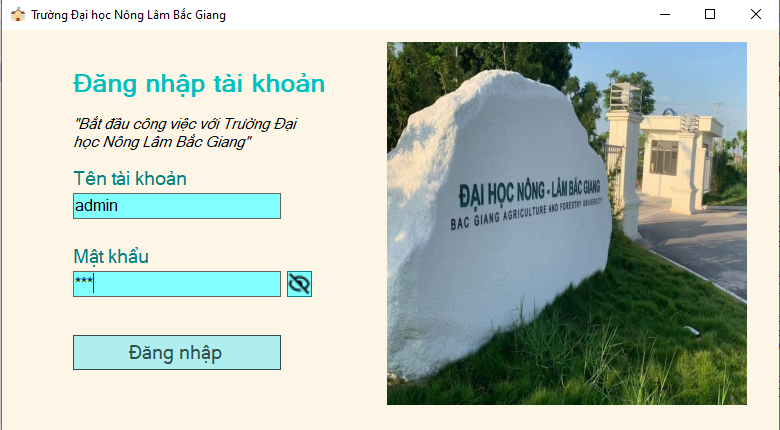 Trường Đại học Nông Lâm Bắc Giang
Đăng nhập tài khoản
"Bắt đầu công việc với Trường Đại
học Nông Lâm Bắc Giang"
Tên tài khoản
admin
Mật khẩu
***
Đăng nhập
ĐẠI HỌC NÔNG - LÂM BẮC GIANG
BAC GIANG AGRICULTURE AND FORESTRY UNIVERSITY